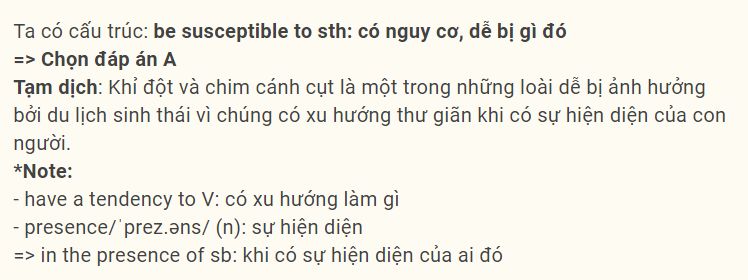 Ta có cấu trúc: be susceptible to sth: có nguy cơ, dễ bị gì đó
=> Chọn đáp án A
Tạm dịch: Khỉ đột và chim cánh cụt là một trong những loài dễ bị ảnh hưởng
bởi du lịch sinh thái vì chúng có xu hướng thư giãn khi có sự hiện diện của con
người.
*Note:
- have a tendency to V: có xu hướng làm gì
- presence/ˈprez.əns/ (n): sự hiện diện
=> in the presence of sb: khi có sự hiện diện của ai đó